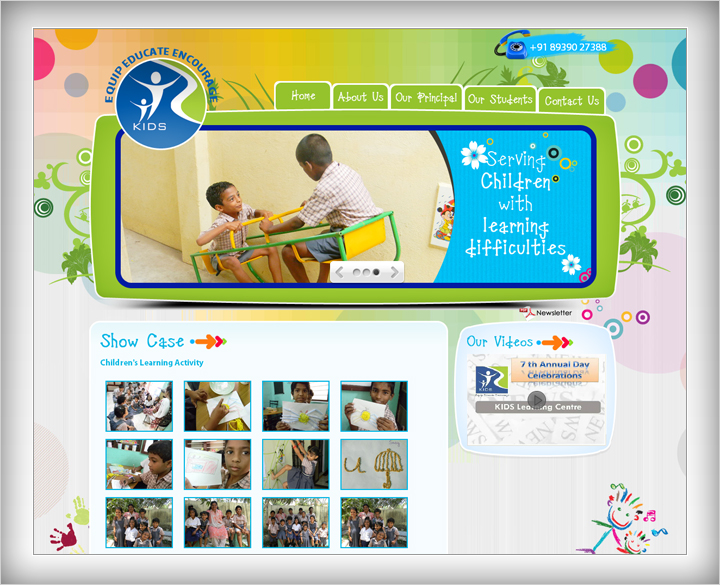 +91 89390 27388
EQUIP EDUCATE ENCOURAGE
KIDS
Home
About Us
Our Principal
Our Students
Contact Us
Serving
Children
with
learning
difficulties
Newsletter
Show Case
Children's Learning Activity
Our Videos
7 th Annual Day
Celebrations
KIDS Learning Centre